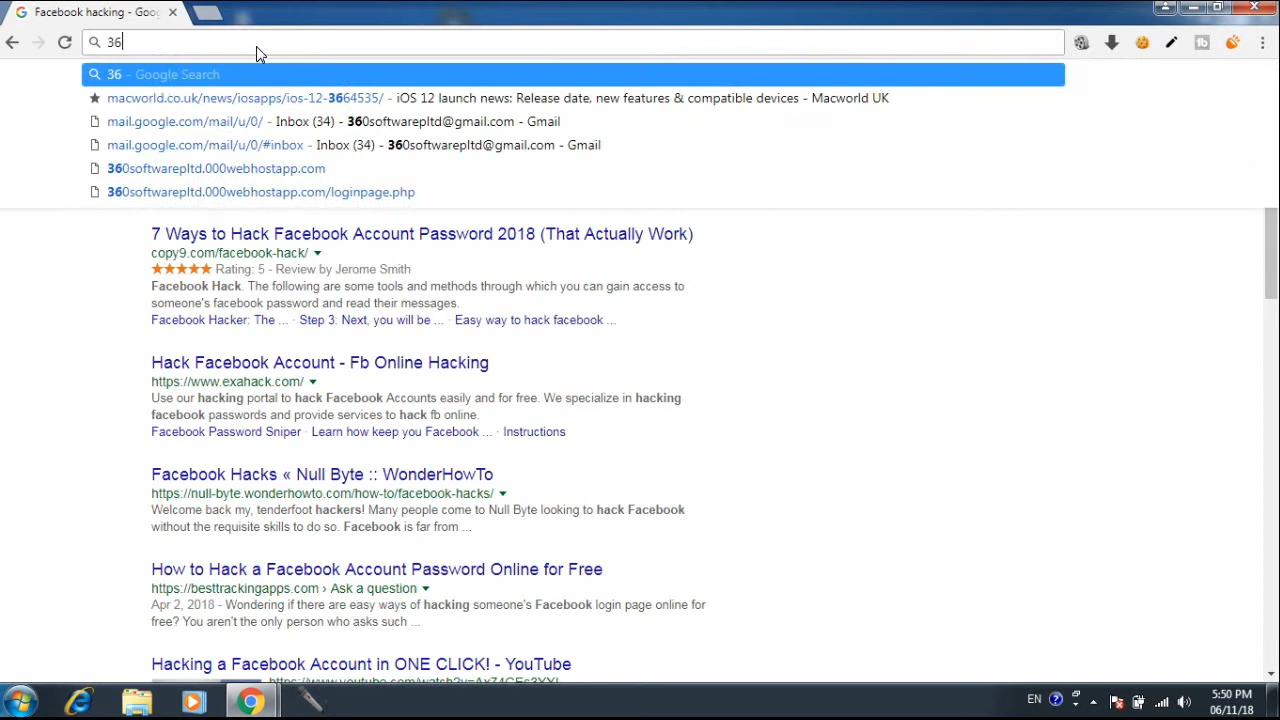 Facebook hacking - Goo
36
36 - Google Search
macworld.co.uk/news/iosapps/ios-12-3664535/ - iOS 12 launch news: Release date, new features & compatible devices - Macworld UK
mail.google.com/mail/u/0/ - Inbox (34) - 360softwarepltd@gmail.com - Gmail
mail.google.com/mail/u/0/#inbox - Inbox (34) - 360softwarepltd@gmail.com - Gmail
360softwarepltd.000webhostapp.com
360softwarepltd.000webhostapp.com/loginpage.php
7 Ways to Hack Facebook Account Password 2018 (That Actually Work)
copy9.com/facebook-hack/
Rating: 5 - Review by Jerome Smith
Facebook Hack. The following are some tools and methods through which you can gain access to
someone's facebook password and read their messages.
Facebook Hacker: The ... · Step 3: Next, you will be ... · Easy way to hack facebook ...
Hack Facebook Account - Fb Online Hacking
https://www.exahack.com/
Use our hacking portal to hack Facebook Accounts easily and for free. We specialize in hacking
facebook passwords and provide services to hack fb online.
Facebook Password Sniper · Learn how keep you Facebook ... · Instructions
Facebook Hacks « Null Byte :: WonderHowTo
https://null-byte.wonderhowto.com/how-to/facebook-hacks/
Welcome back my, tenderfoot hackers! Many people come to Null Byte looking to hack Facebook
without the requisite skills to do so. Facebook is far from ...
How to Hack a Facebook Account Password Online for Free
https://besttrackingapps.com › Ask a question
Apr 2, 2018 - Wondering if there are easy ways of hacking someone's Facebook login page online for
free? You aren't the only person who asks such ...
Hacking a Facebook Account in ONE CLICK! - YouTube
EN
5:50 PM
06/11/18